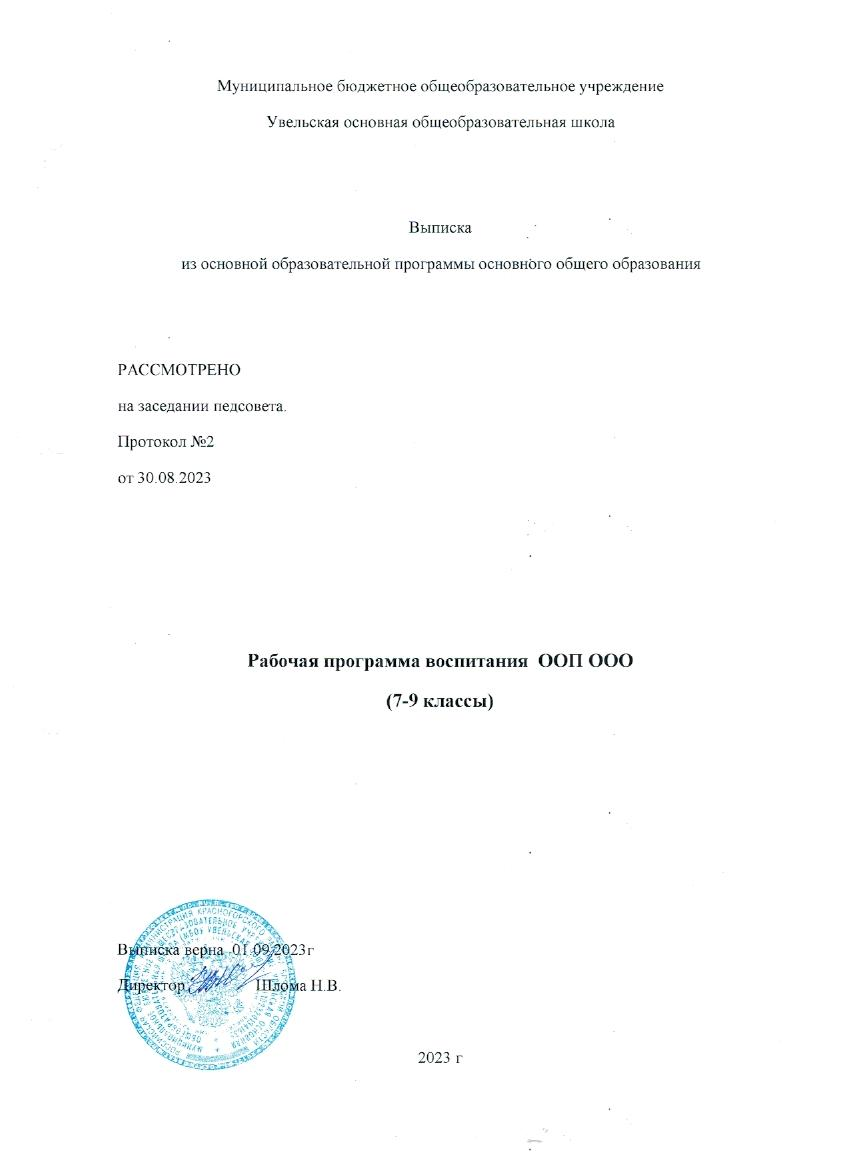 Муниципальное бюджетное общеобразовательное учреждение
Увельская основная общеобразовательная школа
Выписка
из основной образовательной программы основного общего образования
РАССМОТРЕНО
на заседании педсовета.
Протокол №2
от 30.08.2023
Рабочая программа воспитания ООП ООО
(7-9 классы)
Выписка верна 01.09.2023г
Директор Шлома Н.В.
2023 г